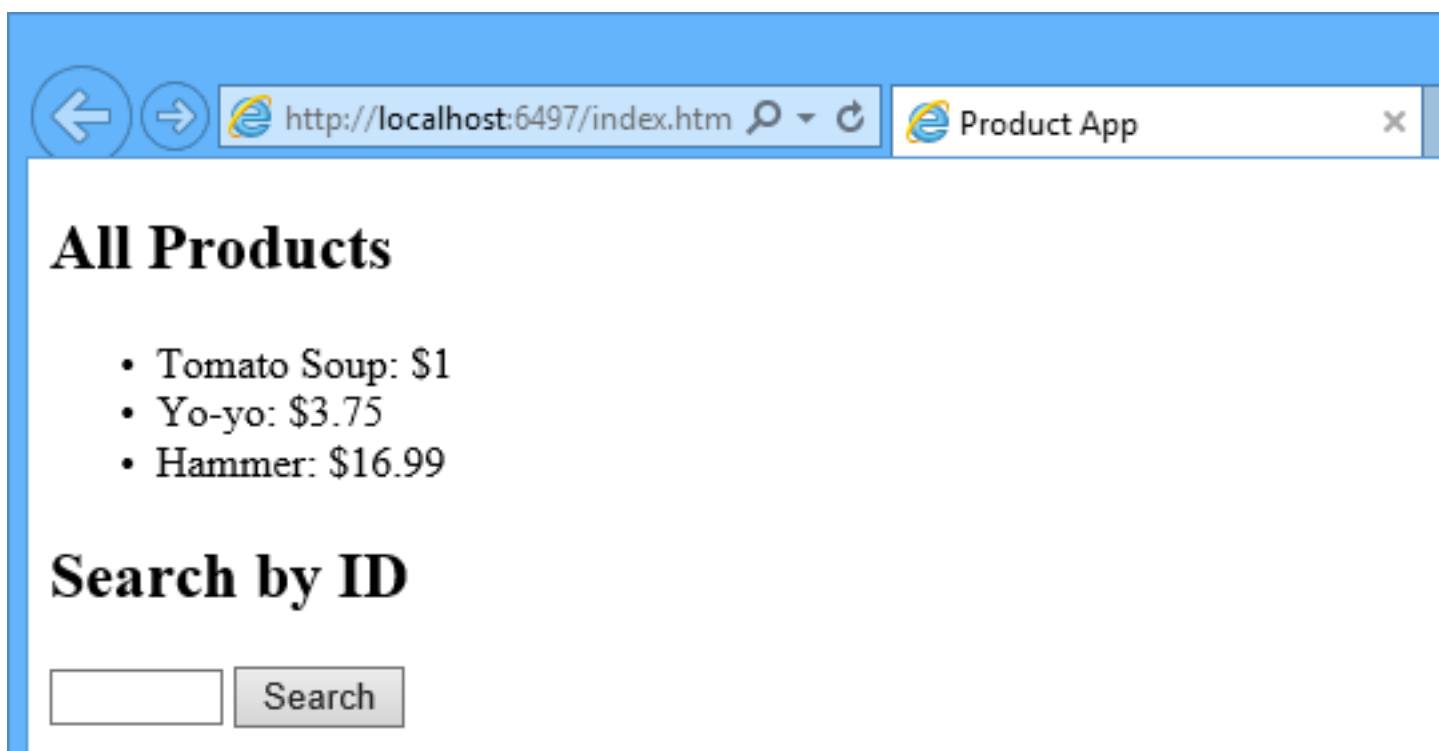 http://localhost:6497/index.htm
Product App
All Products
• Tomato Soup: $1
• Yo-yo: $3.75
• Hammer: $16.99
Search by ID
Search